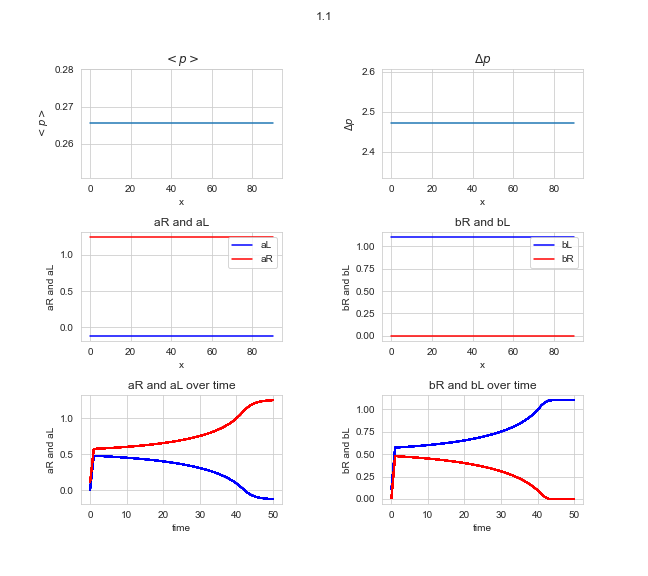 1.1
< p >
Δp
0.28
0.27
0.26
< p >
0 20 40 60 80
x
2.6
2.5
2.4
Δp
0 20 40 60 80
x
aR and aL
bR and bL
1.0
0.5
0.0
aR and aL
aL
aR
0 20 40 60 80
x
1.00
0.75
0.50
0.25
0.00
bR and bL
bL
bR
0 20 40 60 80
x
aR and aL over time
bR and bL over time
1.0
0.5
0.0
aR and aL
0 10 20 30 40 50
time
1.00
0.75
0.50
0.25
0.00
bR and bL
0 10 20 30 40 50
time